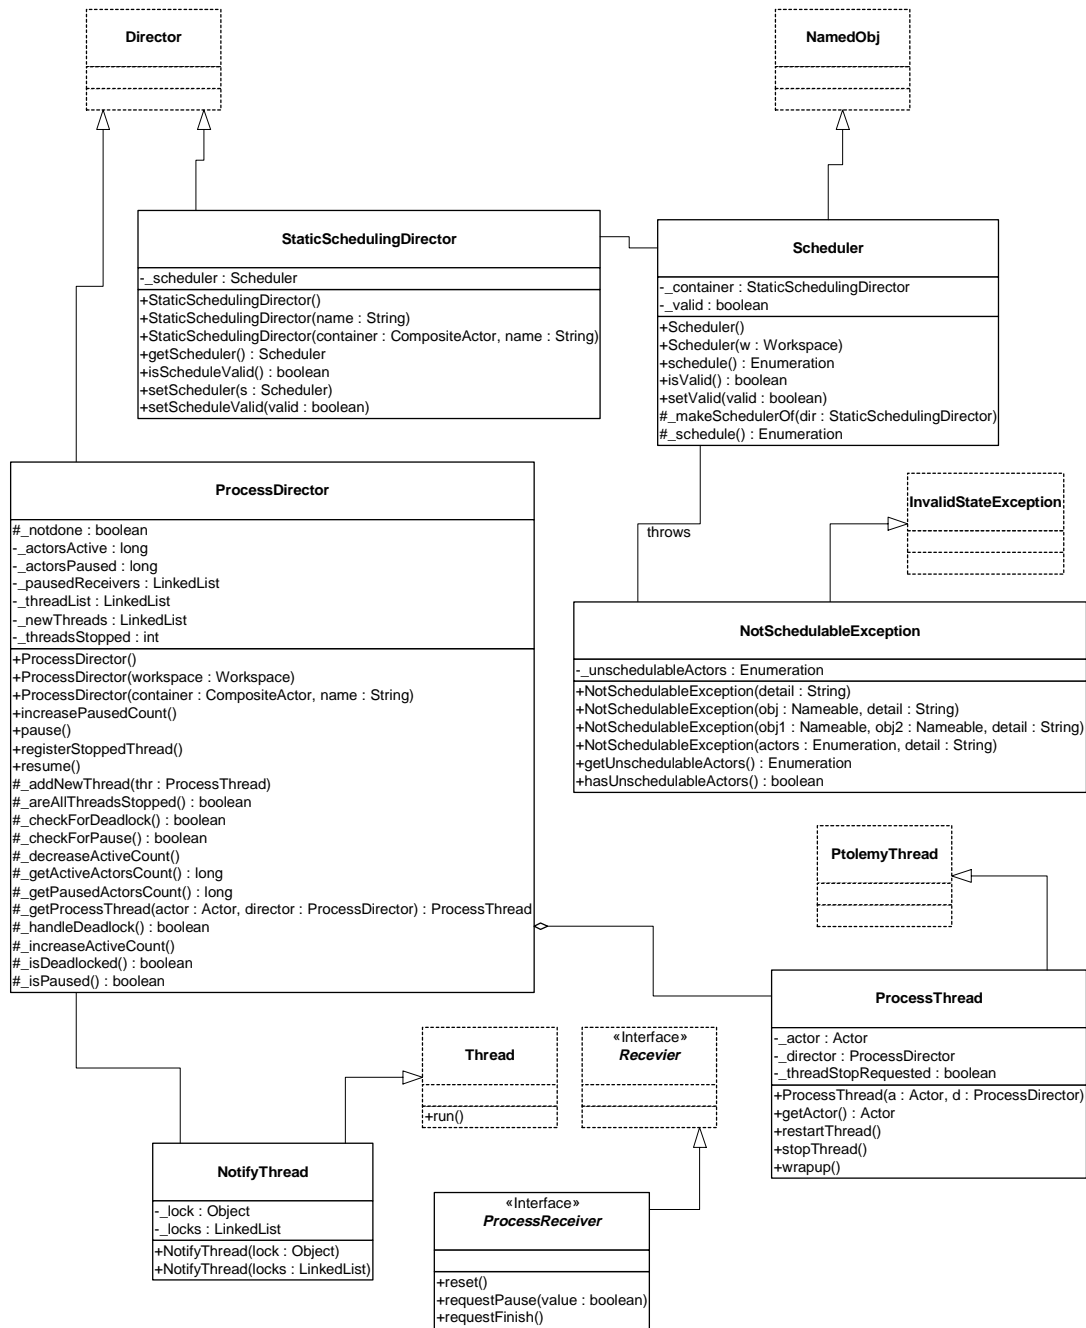 Director
NamedObj
StaticSchedulingDirector
-_scheduler : Scheduler
+StaticSchedulingDirector()
+StaticSchedulingDirector(name : String)
+StaticSchedulingDirector(container : CompositeActor, name : String)
+getScheduler() : Scheduler
+isScheduleValid() : boolean
+setScheduler(s : Scheduler)
+setScheduleValid(valid : boolean)
Scheduler
-_container : StaticSchedulingDirector
-_valid : boolean
+Scheduler()
+Scheduler(w : Workspace)
+schedule() : Enumeration
+isValid() : boolean
+setValid(valid : boolean)
#_makeSchedulerOf(dir : StaticSchedulingDirector)
#_schedule() : Enumeration
ProcessDirector
#_notdone : boolean
-_actorsActive : long
-_actorsPaused : long
-_pausedReceivers : LinkedList
-_threadList : LinkedList
-_newThreads : LinkedList
-_threadsStopped : int
+ProcessDirector()
+ProcessDirector(workspace : Workspace)
+ProcessDirector(container : CompositeActor, name : String)
+increasePausedCount()
+pause()
+registerStoppedThread()
+resume()
#_addNewThread(thr : ProcessThread)
#_areAllThreadsStopped() : boolean
#_checkForDeadlock() : boolean
#_checkForPause() : boolean
#_decreaseActiveCount()
#_getActiveActorsCount() : long
#_getPausedActorsCount() : long
#_getProcessThread(actor : Actor, director : ProcessDirector) : ProcessThread
#_handleDeadlock() : boolean
#_increaseActiveCount()
#_isDeadlocked() : boolean
#_isPaused() : boolean
InvalidStateException
throws
NotSchedulableException
-_unschedulableActors : Enumeration
+NotSchedulableException(detail : String)
+NotSchedulableException(obj : Nameable, detail : String)
+NotSchedulableException(obj1 : Nameable, obj2 : Nameable, detail : String)
+NotSchedulableException(actors : Enumeration, detail : String)
+getUnschedulableActors() : Enumeration
+hasUnschedulableActors() : boolean
PtolemyThread
ProcessThread
-_actor : Actor
-_director : ProcessDirector
-_threadStopRequested : boolean
+ProcessThread(a : Actor, d : ProcessDirector)
+getActor() : Actor
+restartThread()
+stopThread()
+wrapup()
Thread
+run()
«Interface»
Recevier
NotifyThread
-_lock : Object
-_locks : LinkedList
+NotifyThread(lock : Object)
+NotifyThread(locks : LinkedList)
«Interface»
ProcessReceiver
+reset()
+requestPause(value : boolean)
+requestFinish()